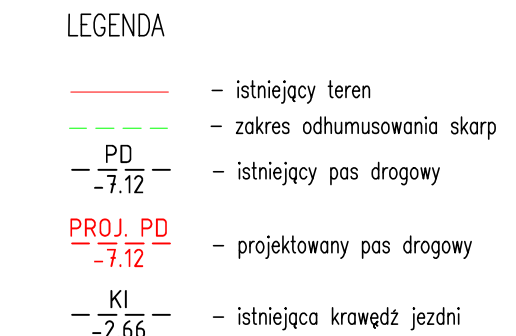 LEGENDA
– istniejący teren
– zakres odhumusowania skarp
PD
-7.12
– istniejący pas drogowy
PROJ. PD
-7.12
– projektowany pas drogowy
KI
-2.66
– istniejąca krawędź jezdni